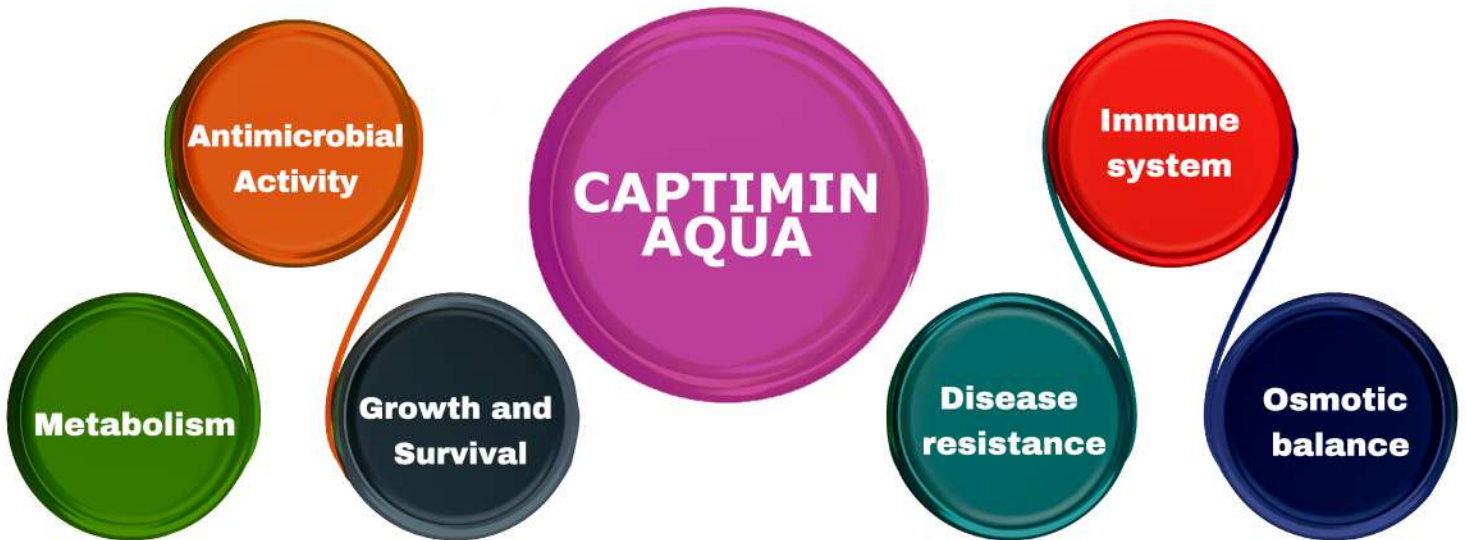 Antimicrobial
Activity
Metabolism
Growth and
Survival
CAPTIMIN
AQUA
Immune
system
Disease
resistance
Osmotic
balance